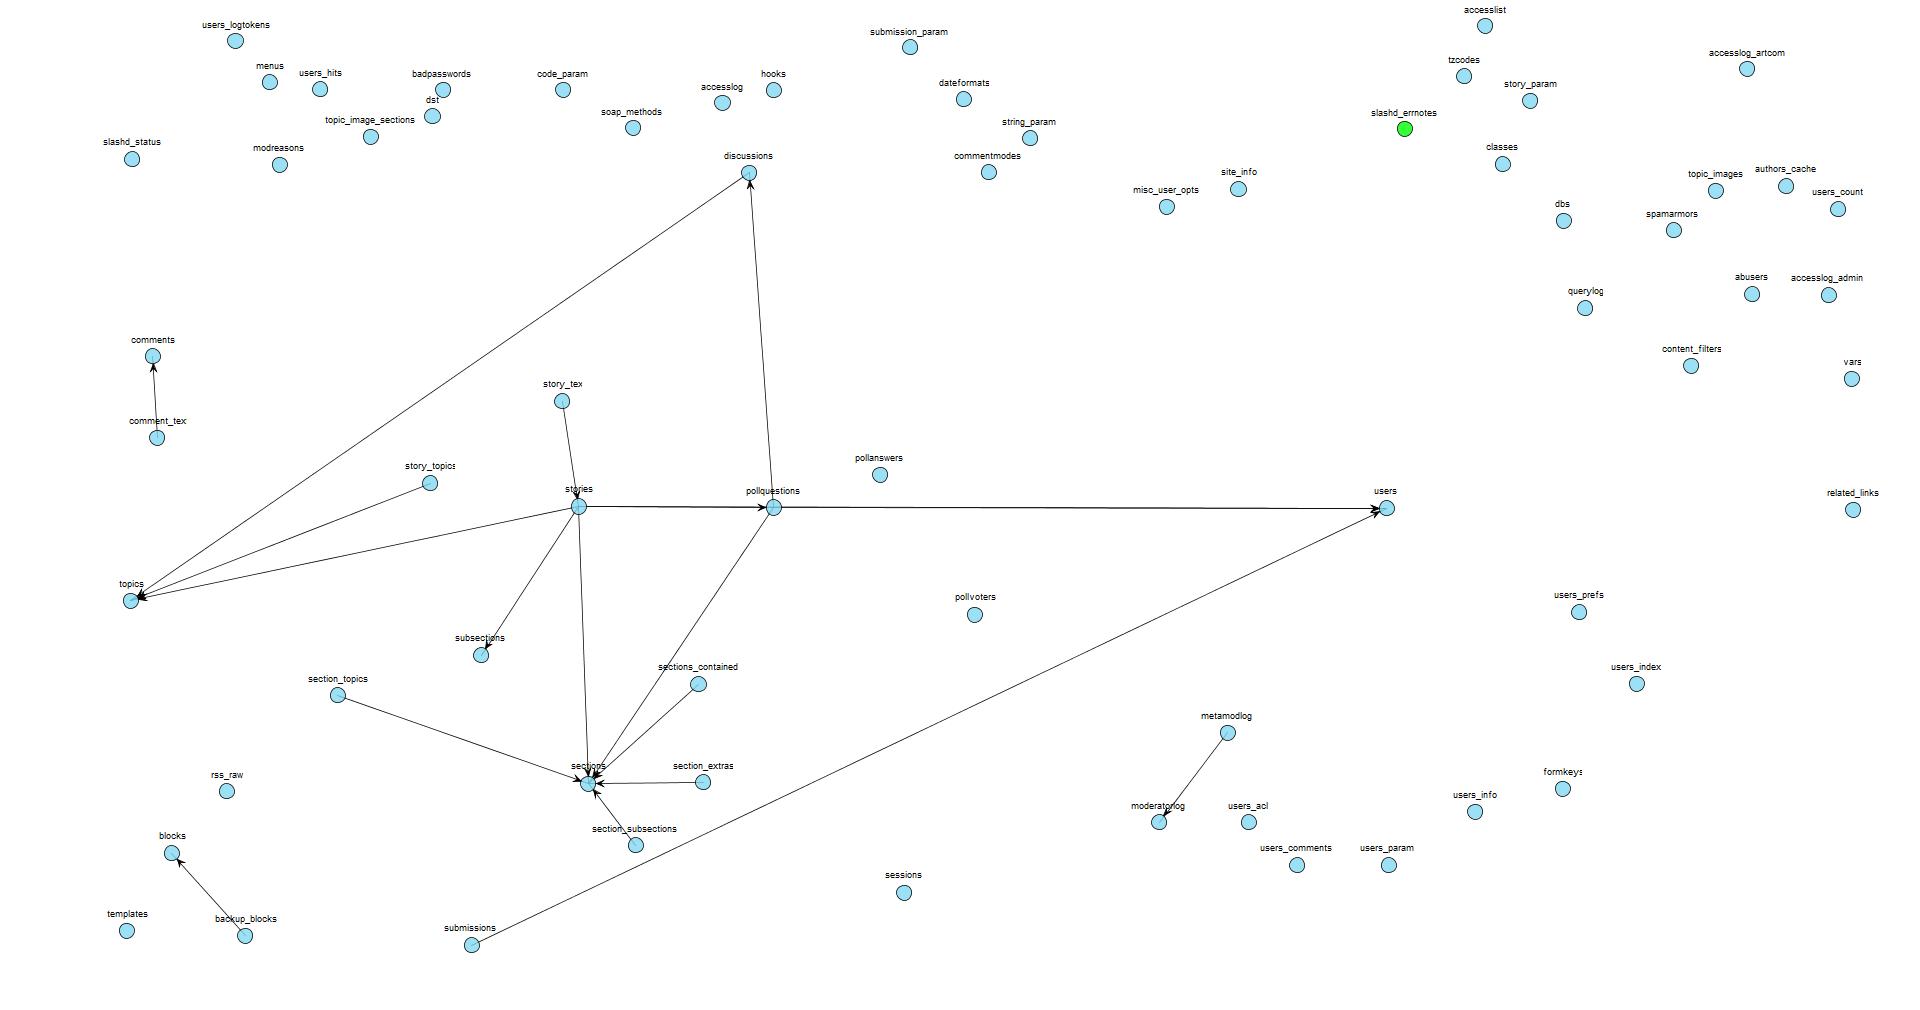 accesslist
users_logtokens
submission_param
accesslog_artcom
tzcodes
menus
users_hits
badpasswords
code_param
hooks
dateformats
story_param
accesslog
dst
soap_methods
slashd_errnotes
topic_image_sections
string_param
slashd_status
modreasons
discussions
commentmodes
classes
site_info
topic_images
authors_cache
misc_user_opts
users_count
dbs
spamarmors
abusers
accesslog_admin
querylog
comments
content_filters
vars
story_tex
comment_tex
pollanswers
story_topics
stories
pollquestions
users
related_links
topics
pollvoters
users_prefs
subsections
sections_contained
users_index
section_topics
metamodlog
sections
section_extras
rss_raw
formkeys
users_info
moderatorlog
users_acl
section_subsections
blocks
users_comments
users_param
sessions
templates
backup_blocks
submissions